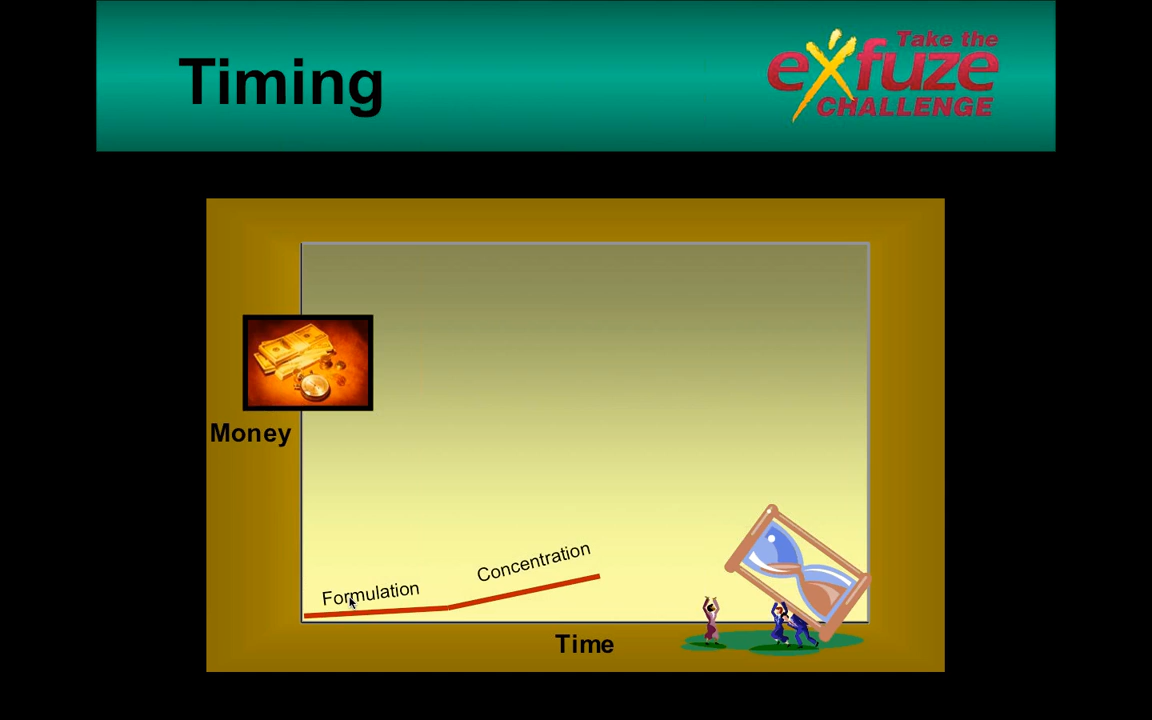 Timing
Take the
exfuze
CHALLENGE
Money
Formulation
Concentration
Time